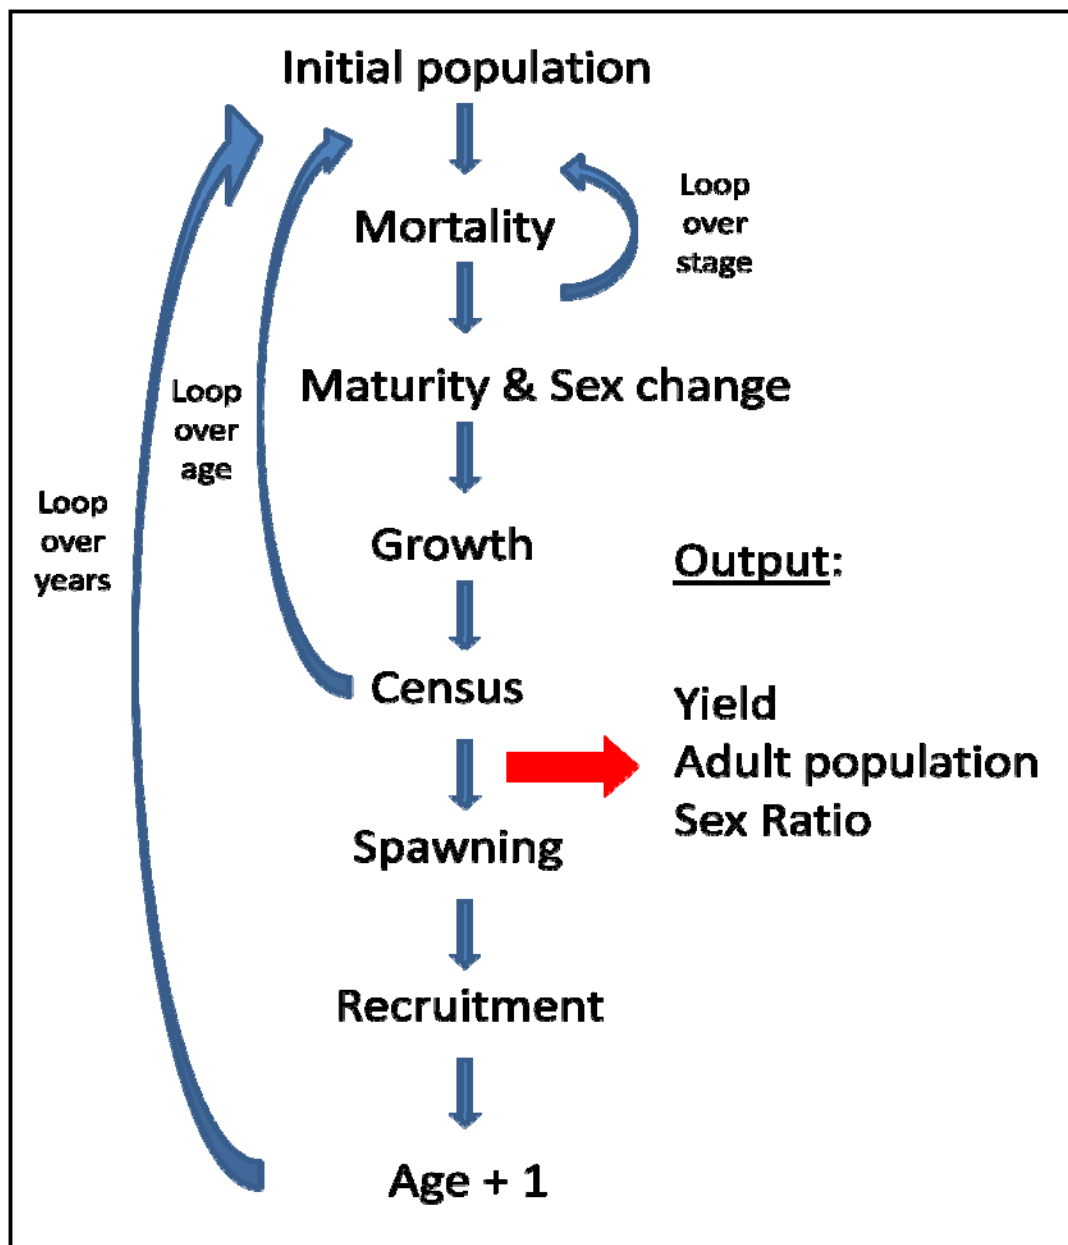 Initial population
Mortality
Loop
over
stage
Maturity & Sex change
Loop
over
age
Loop
over
years
Growth
Output:
Census
Yield
Adult population
Sex Ratio
Spawning
Recruitment
Age + 1